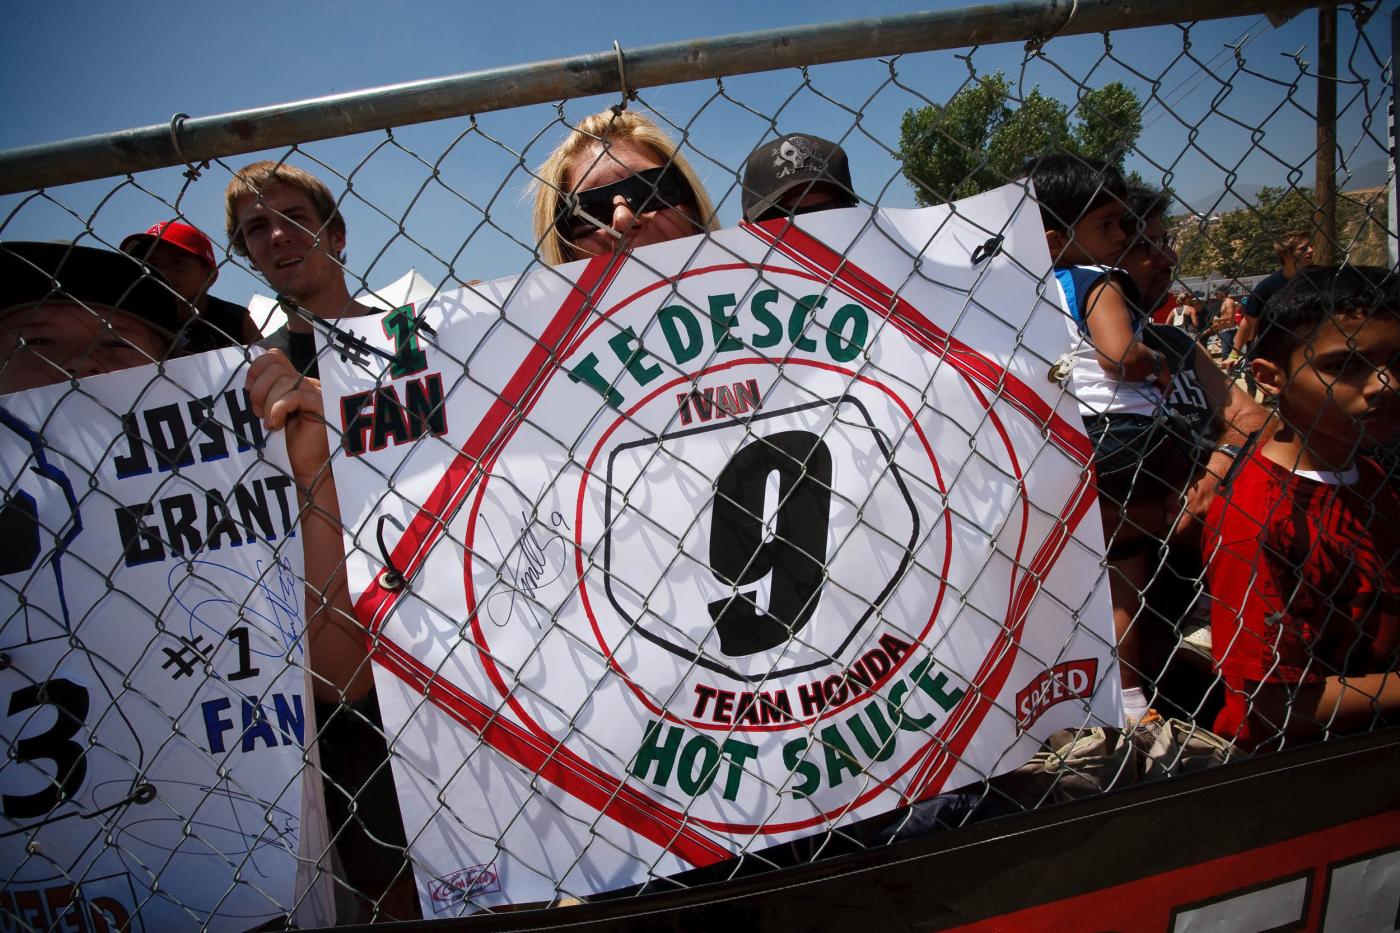 JOSH
GRANT
#1
FAN
3
#1
FAN
TEDESCO
IVAN
9
TEAM HONDA
HOT SAUCE
SPEED